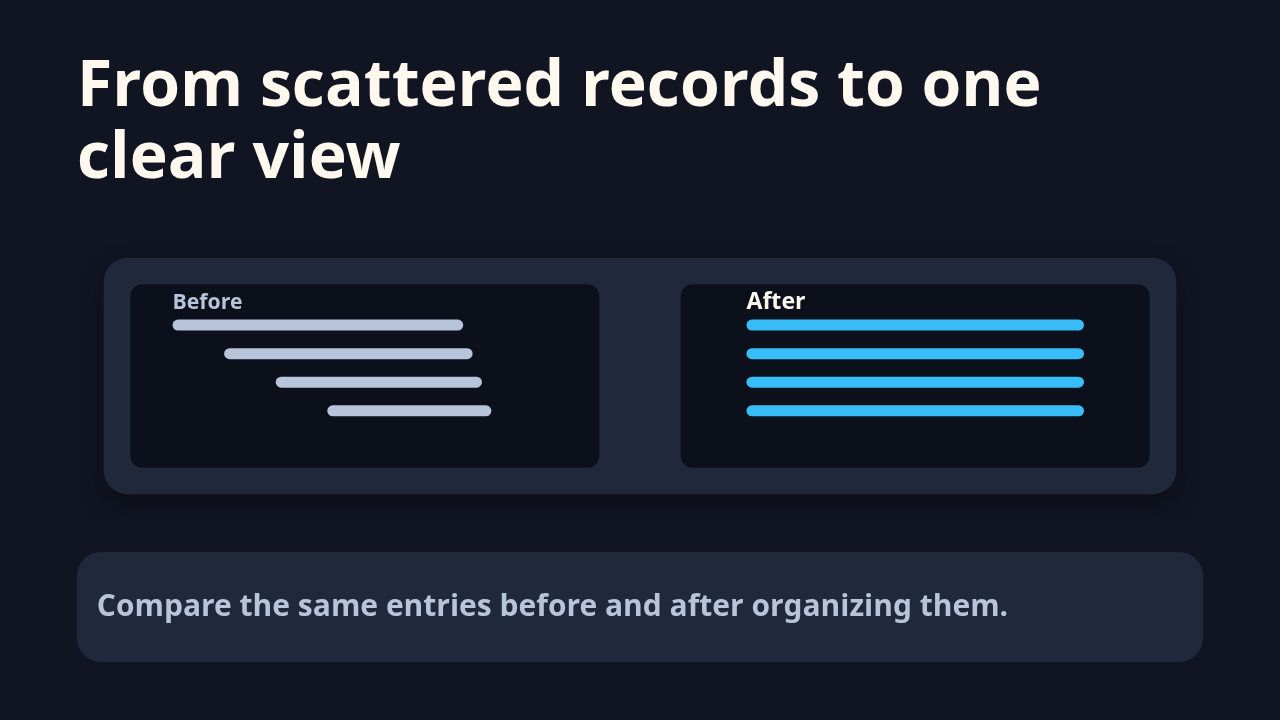 From scattered records to one
clear view
Before
After
Compare the same entries before and after organizing them.